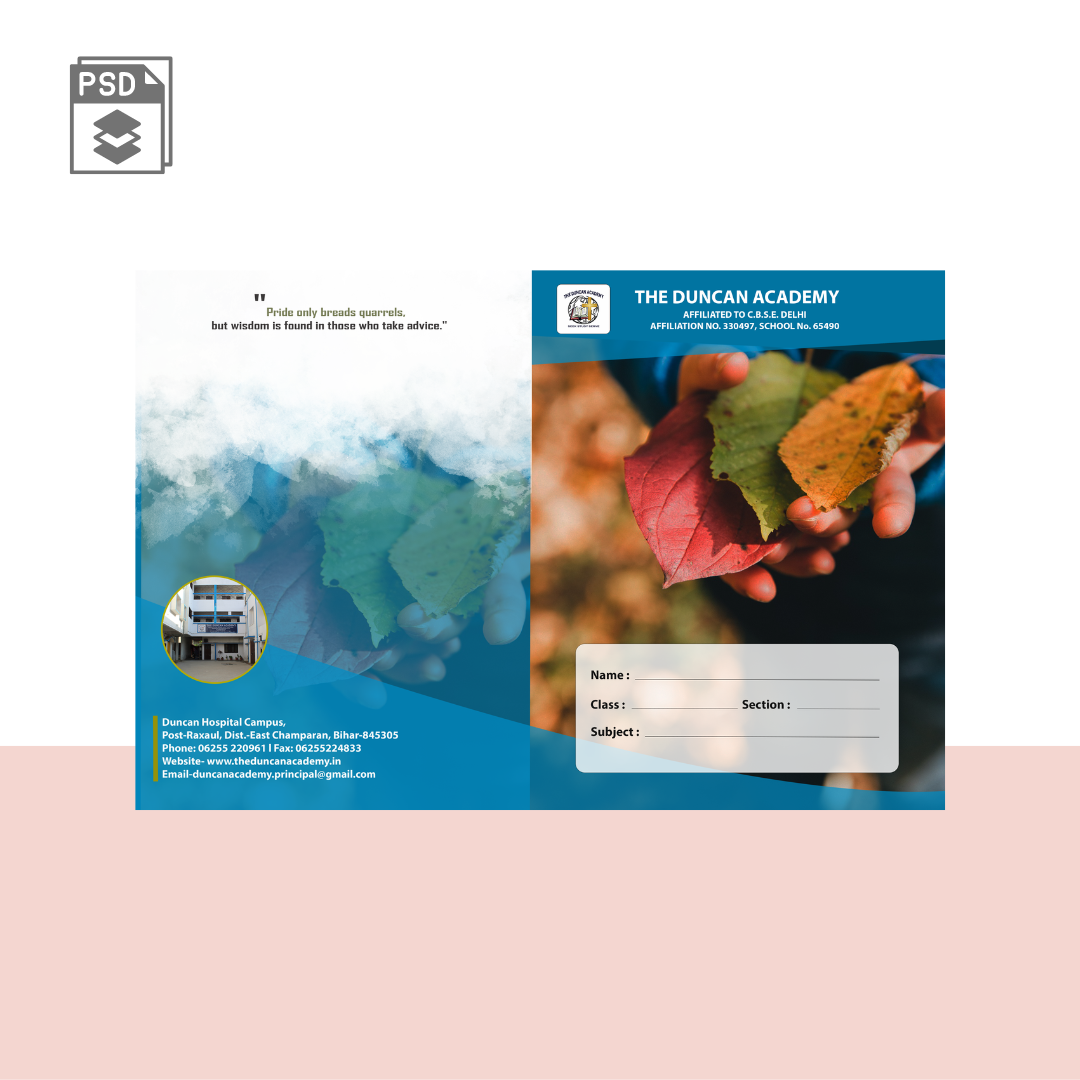 PSD
"
Pride only breads quarrels,
but wisdom is found in those who take advice."
Duncan Hospital Campus,
Post-Raxaul, Dist.-East Champaran, Bihar-845305
Phone: 06255 220961 l Fax: 06255224833
Website- www.theduncanacademy.in
Email-duncanacademy.principal@gmail.com
THE DUNCAN ACADEMY
THE DUNCAN ACADEMY
AFFILIATED TO C.B.S.E. DELHI
AFFILIATION NO. 330497, SCHOOL No. 65490
Name :
Class : Section :
Subject :